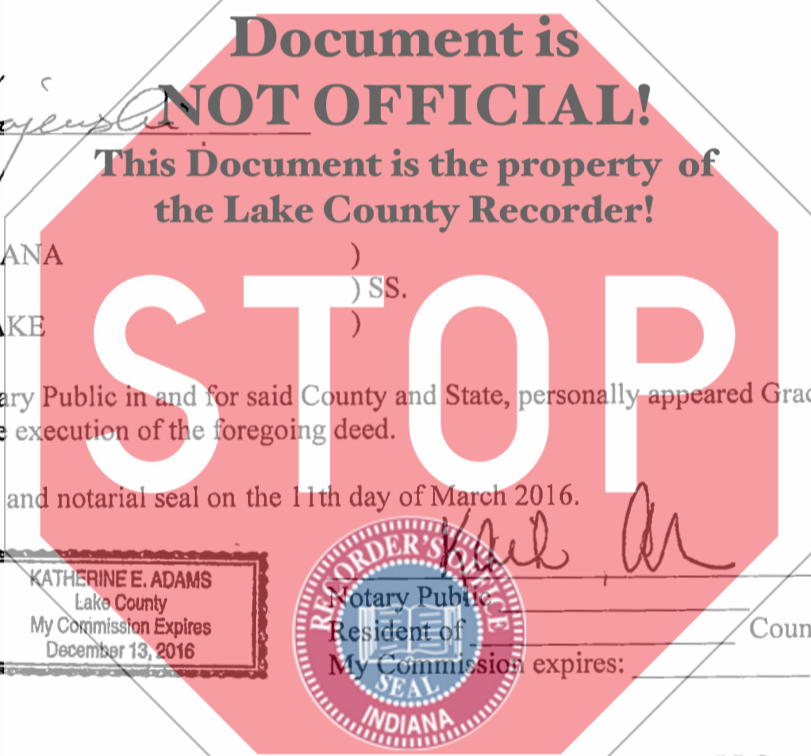 Document is
NOT OFFICIAL!
This Document is the property of
the Lake County Recorder!
ANA )
) SS.
AKE )
STOP
ary Public in and for said County and State, personally appeared Grac
e execution of the foregoing deed.
and notarial seal on the 11th day of March 2016.
KATHERINE E. ADAMS
Lake County
My Commission Expires
December 13, 2016
RECORDER'S OFFICE
SEAL
INDIANA
Notary Public
Resident of Coun
My Commission expires: